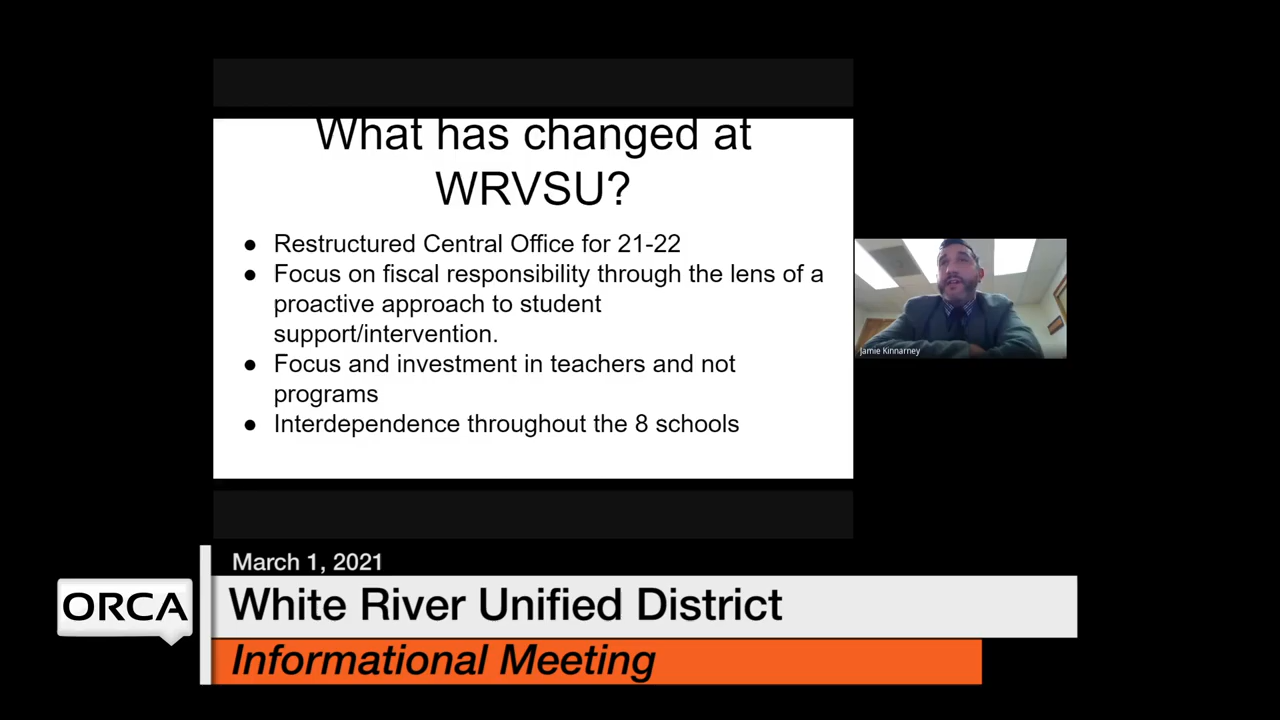 What has changed at
WRVSU?
● Restructured Central Office for 21-22
● Focus on fiscal responsibility through the lens of a
proactive approach to student
support/intervention.
● Focus and investment in teachers and not
programs
● Interdependence throughout the 8 schools
Jamie Kinnarney
March 1, 2021
ORCA
White River Unified District
Informational Meeting